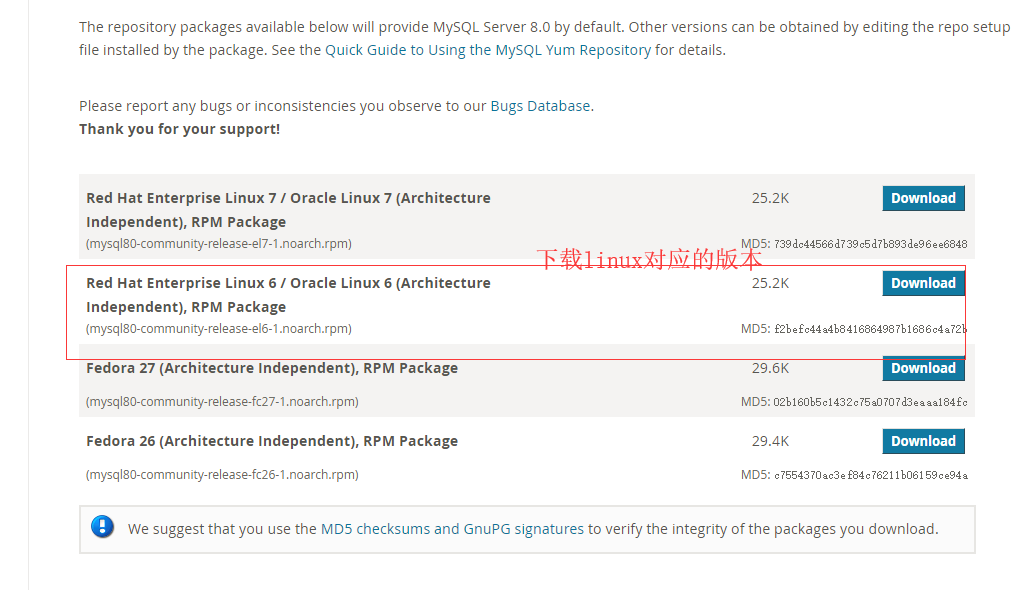 The repository packages available below will provide MySQL Server 8.0 by default. Other versions can be obtained by editing the repo setup
file installed by the package. See the Quick Guide to Using the MySQL Yum Repository for details.
Please report any bugs or inconsistencies you observe to our Bugs Database.
Thank you for your support!
Red Hat Enterprise Linux 7 / Oracle Linux 7 (Architecture 25.2K Download
Independent), RPM Package
(mysql80-community-release-el7-1.noarch.rpm) MD5: 739dc44566d739c5d7b893de96ee6848
下载linux对应的版本
Red Hat Enterprise Linux 6 / Oracle Linux 6 (Architecture 25.2K Download
Independent), RPM Package
(mysql80-community-release-el6-1.noarch.rpm) MD5: f2befc44a4b8416864987b1686c4a72b
Fedora 27 (Architecture Independent), RPM Package 29.6K Download
(mysql80-community-release-fc27-1.noarch.rpm) MD5: 02b160b5c1432c75a0707d3eaaa184fc
Fedora 26 (Architecture Independent), RPM Package 29.4K Download
(mysql80-community-release-fc26-1.noarch.rpm) MD5: c7554370ac3ef84c76211b06159ce94a
We suggest that you use the MD5 checksums and GnuPG signatures to verify the integrity of the packages you download.